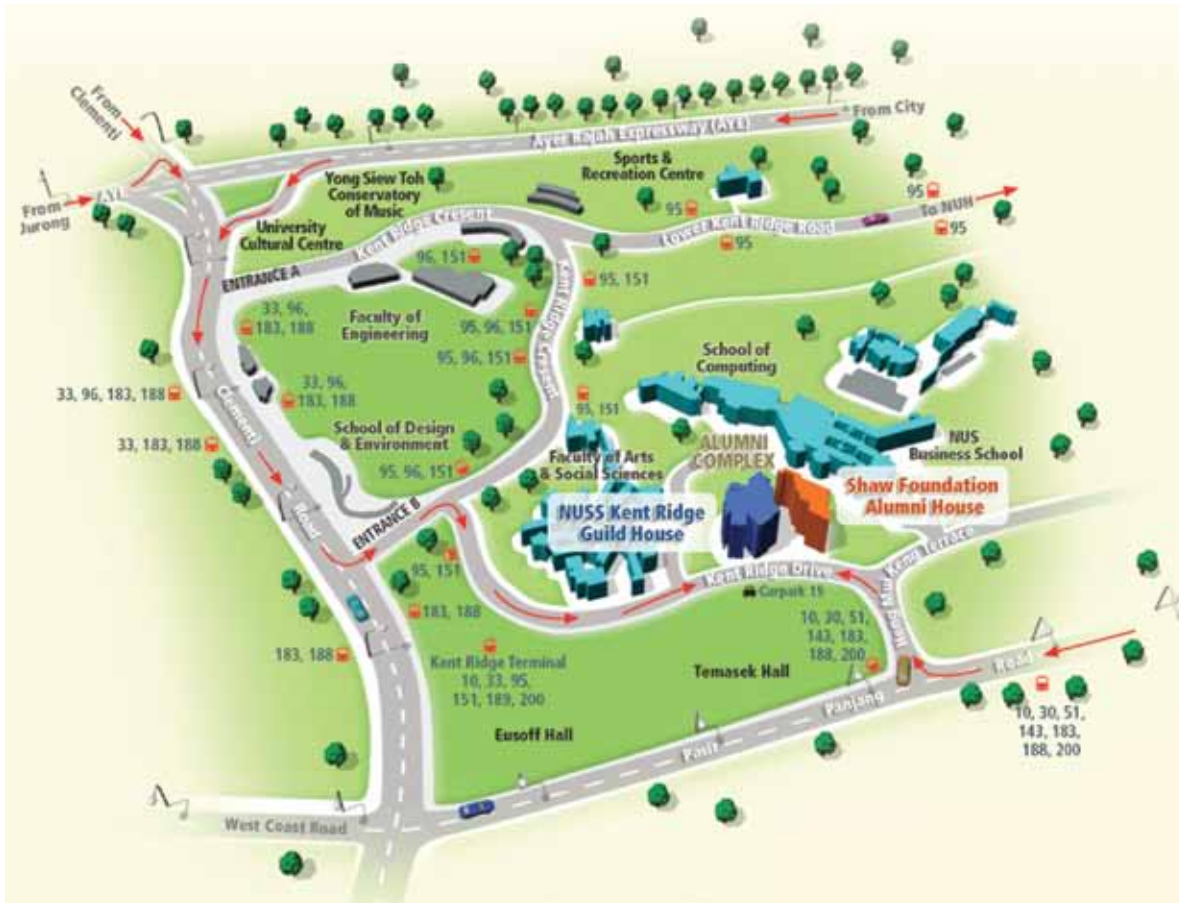 From
Clementi
From City
Ayer Rajah Expressway (AYE)
Sports &
Recreation Centre
Yong Siew Toh
Conservatory
of Music
AYE
From
Jurong
95
95
To NUH
95
Lower Kent Ridge Road
95
University
Cultural Centre
Kent Ridge Cresent
ENTRANCE A
96, 151
Kent Ridge Crescent
95, 151
33, 96,
183, 188
Faculty of
Engineering
95, 96, 151
95, 96, 151
School of
Computing
33, 96, 183, 188
33, 96,
183, 188
95, 151
Clementi
Road
33, 183, 188
School of Design
& Environment
95, 96, 151
Faculty of Arts
& Social Sciences
ALUMNI
COMPLEX
NUS
Business School
Shaw Foundation
Alumni House
NUSS Kent Ridge
Guild House
ENTRANCE B
Heng Mui Keng Terrace
95, 151
Kent Ridge Drive
Carpark 15
183, 188
10, 30, 51,
143, 183,
188, 200
183, 188
Kent Ridge Terminal
10, 33, 95,
151, 189, 200
Temasek Hall
Eusoff Hall
Pasir
Panjang
Road
10, 30, 51,
143, 183,
188, 200
West Coast Road